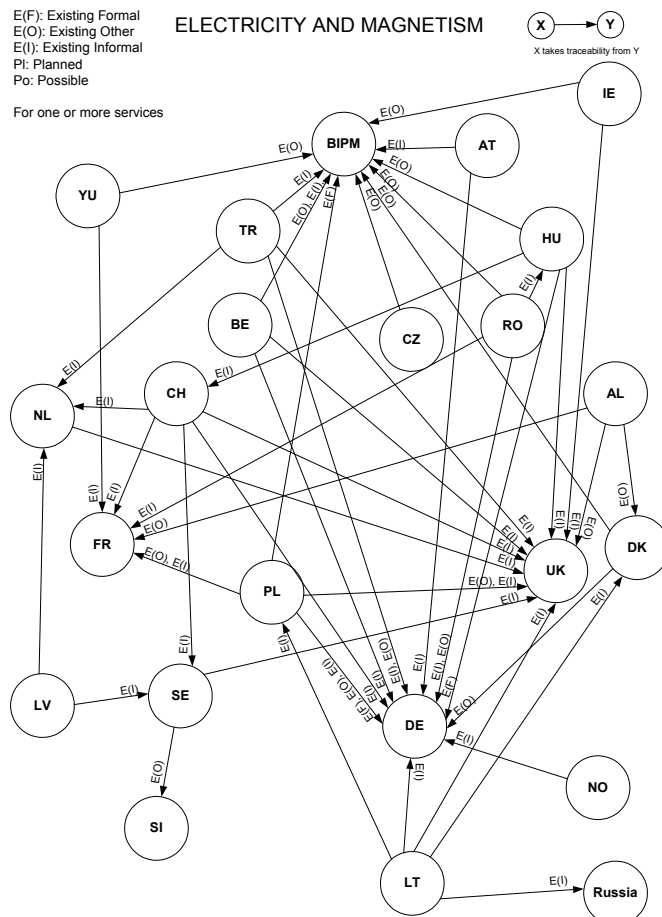 E(F): Existing Formal
E(O): Existing Other
E(I): Existing Informal
Pl: Planned
Po: Possible
For one or more services
ELECTRICITY AND MAGNETISM
X
Y
X takes traceability from Y
IE
E(O)
BIPM
E(I)
AT
E(O)
YU
E(I)
E(O), E(I)
E(F)
E(O)
E(O)
E(O)
E(O)
TR
HU
E(I)
BE
CZ
RO
E(I)
E(I)
NL
E(I)
CH
AL
E(I)
E(I)
E(I)
E(I)
E(O)
E(I)
E(I)
E(I)
E(O)
E(O)
FR
E(O), E(I)
E(I)
E(I)
E(I)
UK
DK
PL
E(O), E(I)
E(I)
E(I)
E(I)
E(I)
E(I)
LV
E(I)
SE
E(F), E(O), E(I)
E(I)
E(I)
E(I), E(O)
E(I)
E(I), E(O)
E(F)
E(O)
DE
E(I)
E(O)
E(I)
NO
SI
LT
E(I)
Russia